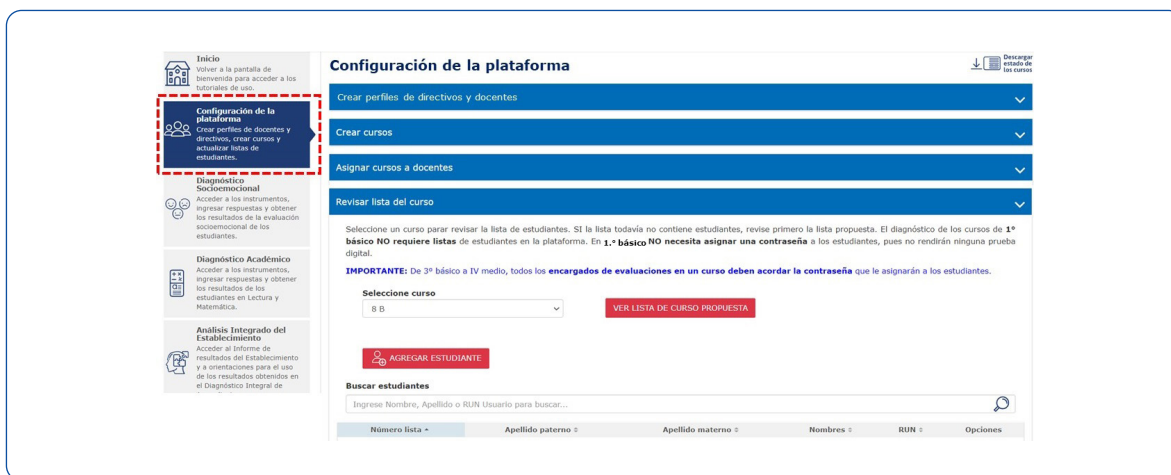 Inicio
Volver a la pantalla de
bienvenida para acceder a los
tutoriales de uso.
Configuración de la
plataforma
Crear perfiles de docentes y
directivos, crear cursos y
actualizar listas de
estudiantes.
Diagnóstico
Socioemocional
Acceder a los instrumentos,
ingresar respuestas y obtener
los resultados de la evaluación
socioemocional de los
estudiantes.
Diagnóstico Académico
Acceder a los instrumentos,
ingresar respuestas y obtener
los resultados de los
estudiantes en Lectura y
Matemática.
Análisis Integrado del
Establecimiento
Acceder al Informe de
resultados del Establecimiento
y a orientaciones para el uso
de los resultados obtenidos en
el Diagnóstico Integral de
Configuración de la plataforma
Descargar
estado de
los cursos
Crear perfiles de directivos y docentes
Crear cursos
Asignar cursos a docentes
Revisar lista del curso
Seleccione un curso parar revisar la lista de estudiantes. SI la lista todavía no contiene estudiantes, revise primero la lista propuesta. El diagnóstico de los cursos de 1°
básico NO requiere listas de estudiantes en la plataforma. En 1.° básico NO necesita asignar una contraseña a los estudiantes, pues no rendirán ninguna prueba
digital.
IMPORTANTE: De 3º básico a IV medio, todos los encargados de evaluaciones en un curso deben acordar la contraseña que le asignarán a los estudiantes.
Seleccione curso
8 B
VER LISTA DE CURSO PROPUESTA
AGREGAR ESTUDIANTE
Buscar estudiantes
Ingrese Nombre, Apellido o RUN Usuario para buscar...
Número lista Apellido paterno Apellido materno Nombres RUN Opciones